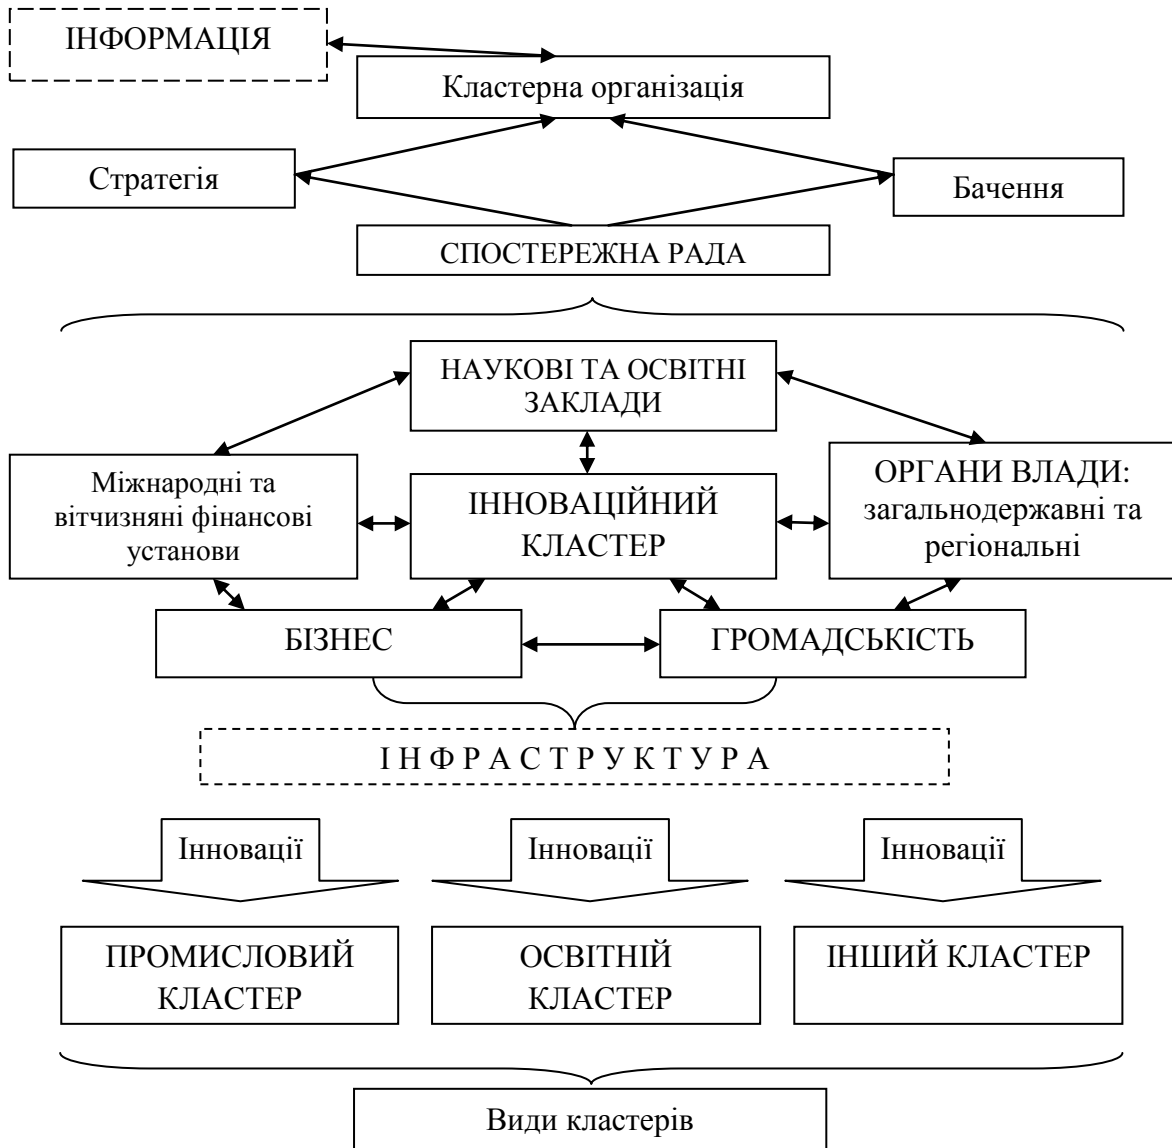 ІНФОРМАЦІЯ
Кластерна організація
Стратегія
Бачення
СПОСТЕРЕЖНА РАДА
НАУКОВІ ТА ОСВІТНІ
ЗАКЛАДИ
Міжнародні та
вітчизняні фінансові
установи
ІННОВАЦІЙНИЙ
КЛАСТЕР
ОРГАНИ ВЛАДИ:
загальнодержавні та
регіональні
БІЗНЕС
ГРОМАДСЬКІСТЬ
І Н Ф Р А С Т Р У К Т У Р А
Інновації
Інновації
Інновації
ПРОМИСЛОВИЙ
КЛАСТЕР
ОСВІТНІЙ
КЛАСТЕР
ІНШИЙ КЛАСТЕР
Види кластерів